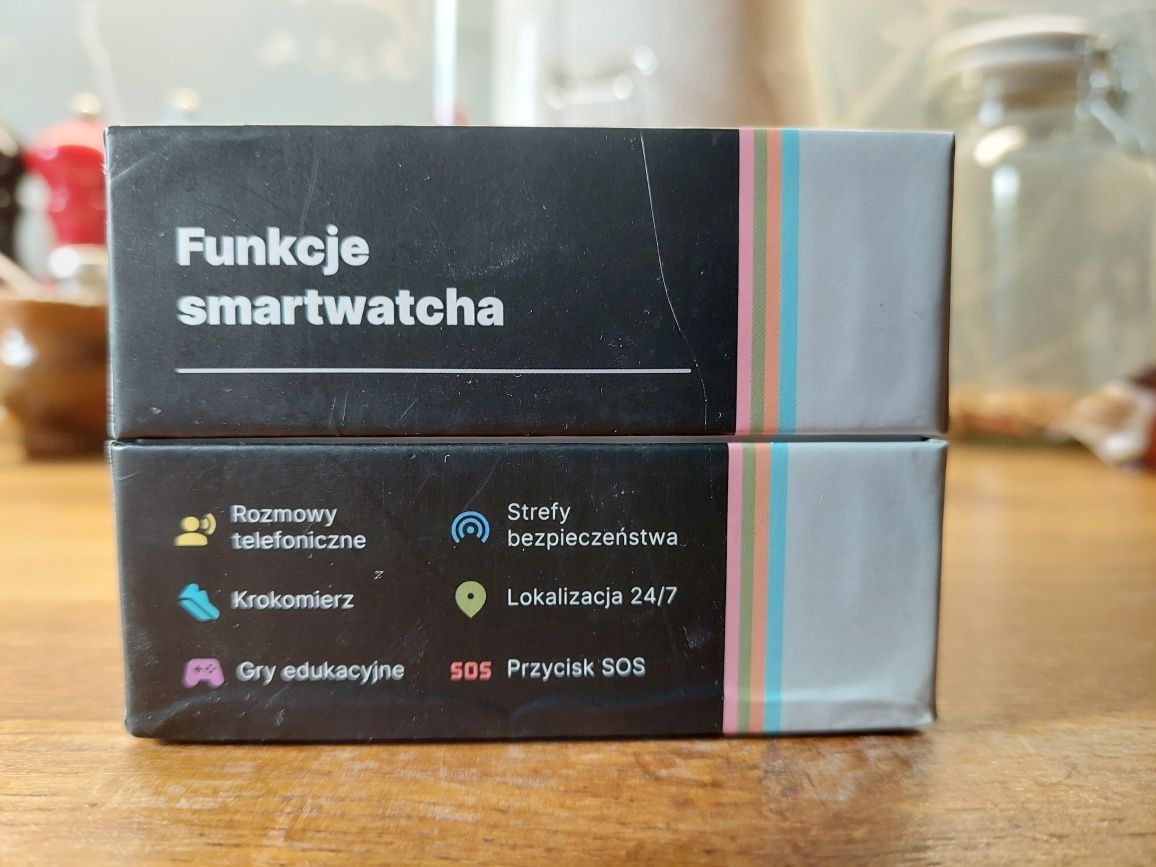 Funkcje
smartwatcha
Rozmowy
telefoniczne
Strefy
bezpieczeństwa
Krokomierz
Lokalizacja 24/7
Gry edukacyjne
SOS Przycisk SOS